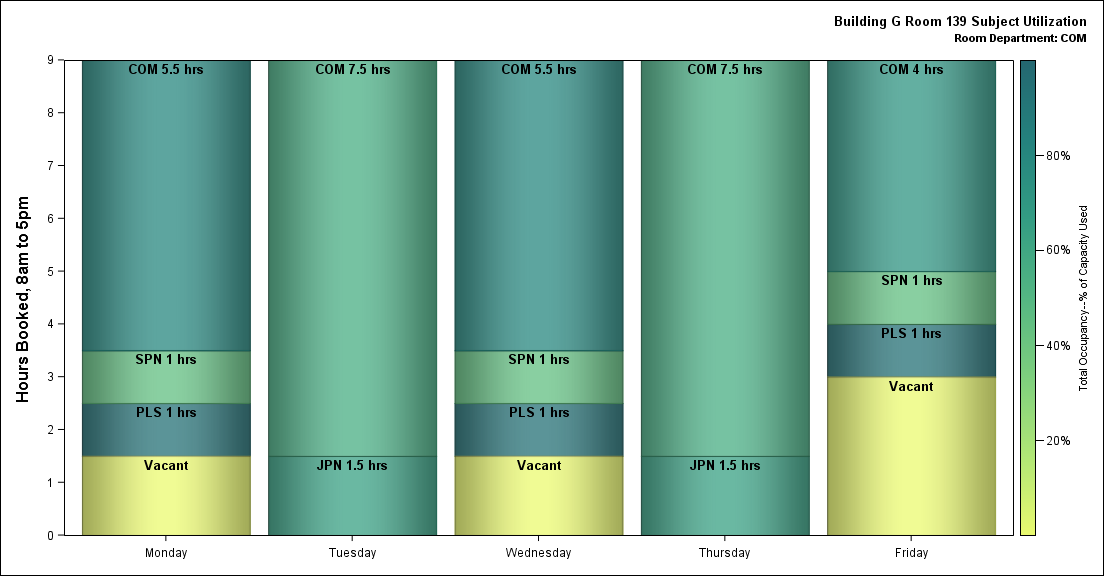 Building G Room 139 Subject Utilization
Room Department: COM
Hours Booked, 8am to 5pm
9
8
7
6
5
4
3
2
1
0
COM 5.5 hrs
SPN 1 hrs
PLS 1 hrs
Vacant
COM 7.5 hrs
JPN 1.5 hrs
COM 5.5 hrs
SPN 1 hrs
PLS 1 hrs
Vacant
COM 7.5 hrs
JPN 1.5 hrs
COM 4 hrs
SPN 1 hrs
PLS 1 hrs
Vacant
Monday
Tuesday
Wednesday
Thursday
Friday
80%
60%
40%
20%
Total Occupancy--% of Capacity Used